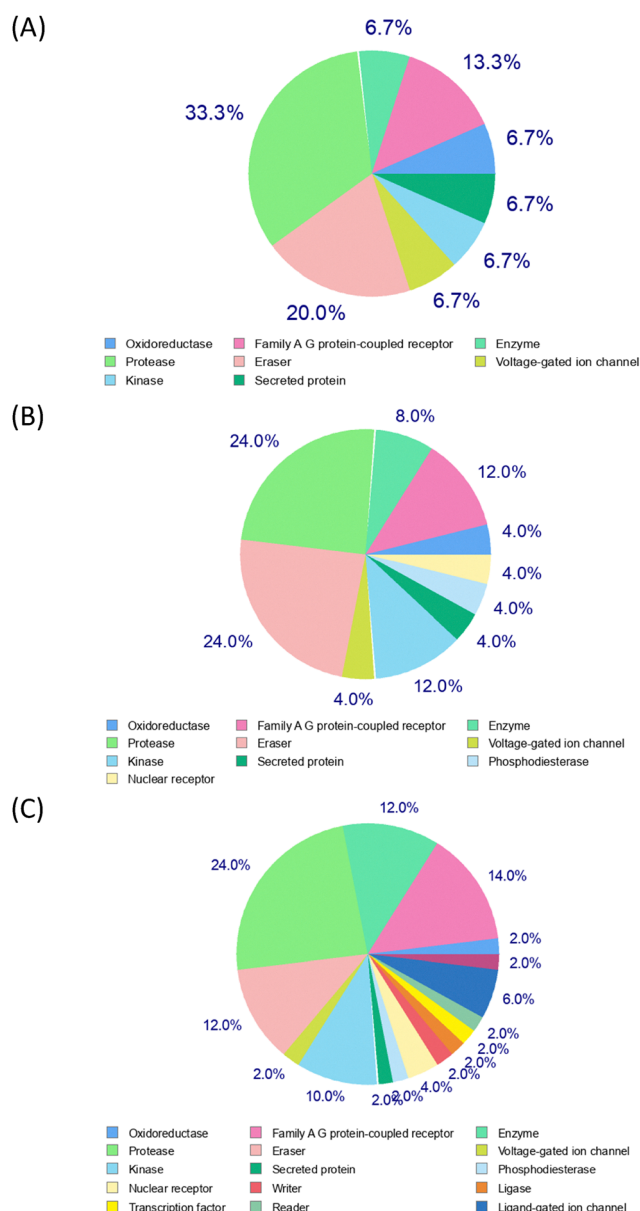 (A)
6.7%
13.3%
33.3%
6.7%
6.7%
6.7%
6.7%
20.0%
Oxidoreductase Family A G protein-coupled receptor Enzyme
Protease Eraser Voltage-gated ion channel
Kinase Secreted protein
(B)
8.0%
24.0%
12.0%
4.0%
4.0%
4.0%
4.0%
24.0%
12.0%
4.0%
Oxidoreductase Family A G protein-coupled receptor Enzyme
Protease Eraser Voltage-gated ion channel
Kinase Secreted protein Phosphodiesterase
Nuclear receptor
(C)
12.0%
24.0%
14.0%
2.0%
2.0%
6.0%
2.0%
2.0%
2.0%
2.0%
4.0%
2.0%
2.0%
10.0%
2.0%
12.0%
Oxidoreductase Family A G protein-coupled receptor Enzyme
Protease Eraser Voltage-gated ion channel
Kinase Secreted protein Phosphodiesterase
Nuclear receptor Writer Ligase
Transcription factor Reader Ligand-gated ion channel